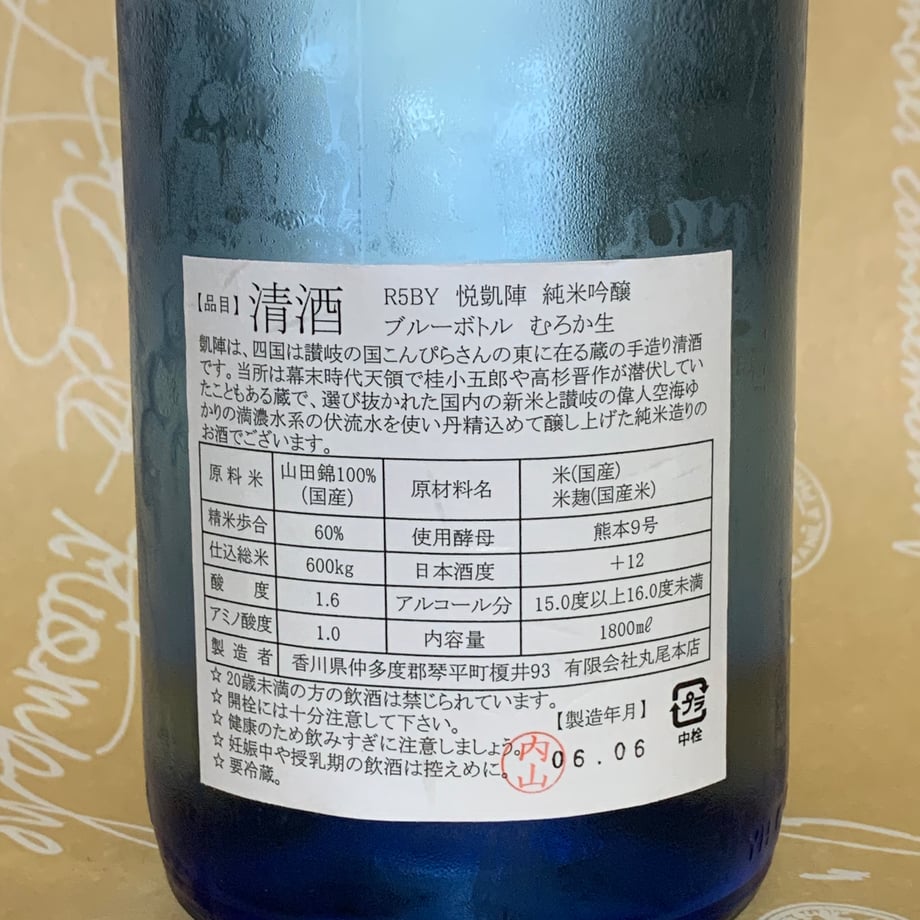 【品目】清酒 R5BY 悦凱陣 純米吟醸
ブルーボトル むろか生
凱陣は、四国は讃岐の国こんぴらさんの東に在る蔵の手造り清酒
です。当所は幕末時代天領で桂小五郎や高杉晋作が潜伏してい
たこともある蔵で、選び抜かれた国内の新米と讃岐の偉人空海ゆ
かりの満濃水系の伏流水を使い丹精込めて醸し上げた純米造りの
お酒でございます。
原料米 山田錦100%(国産) 原材料名 米(国産) 米麹(国産米)
精米歩合 60% 使用酵母 熊本9号
仕込総米 600kg 日本酒度 +12
酸度 1.6 アルコール分 15.0度以上16.0度未満
アミノ酸度 1.0 内容量 1800㎖
製造者 香川県仲多度郡琴平町榎井93 有限会社丸尾本店
☆20歳未満の方の飲酒は禁じられています。
☆開栓には十分注意して下さい。
☆健康のため飲みすぎに注意しましょう。
☆妊娠中や授乳期の飲酒は控えめに。
☆要冷蔵。
【製造年月】
06.06
内山
プラ
中栓